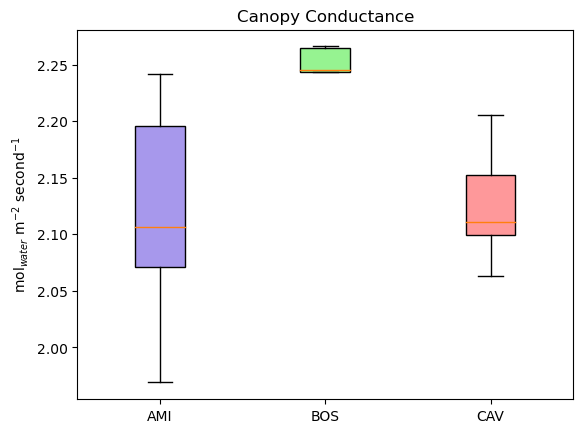 Canopy Conductance
mol_water m⁻² second⁻¹
2.25
2.20
2.15
2.10
2.05
2.00
AMI BOS CAV